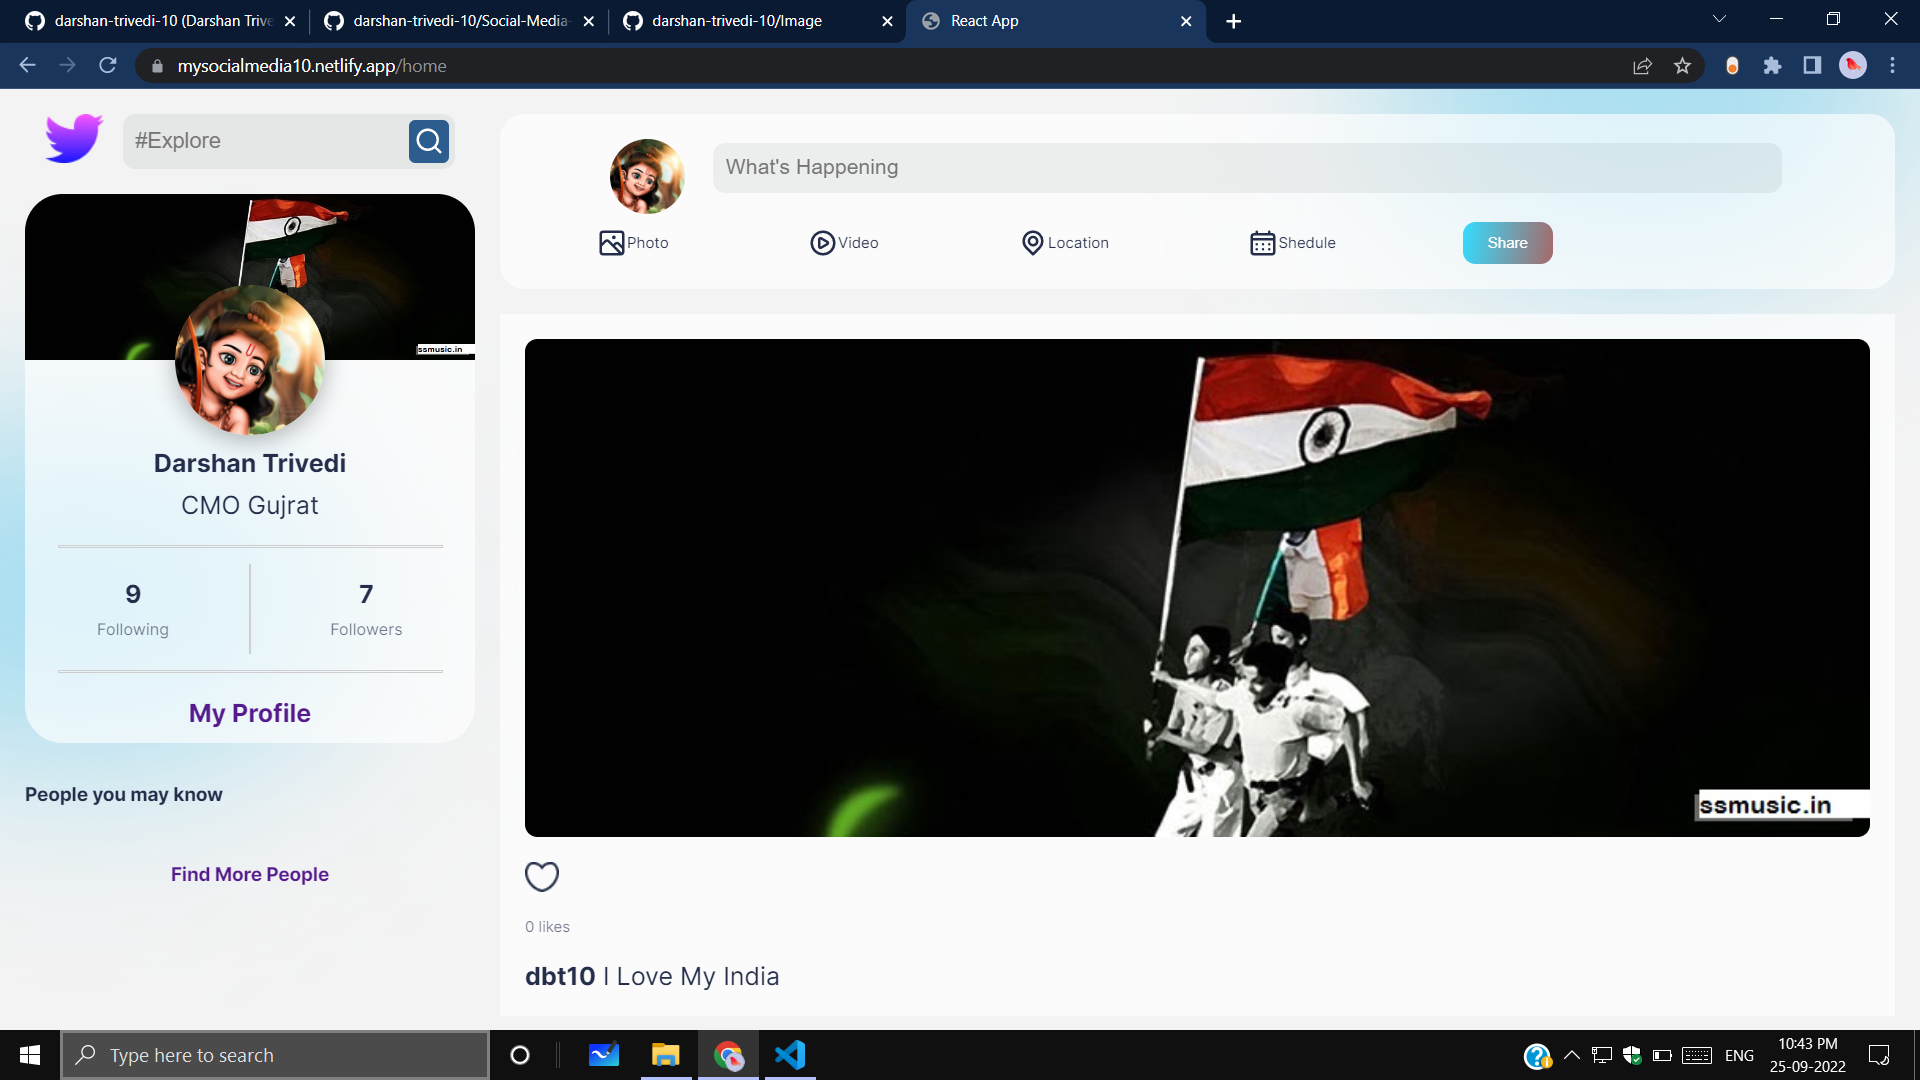 darshan-trivedi-10 (Darshan Trive
darshan-trivedi-10/Social-Media-
darshan-trivedi-10/Image
React App
mysocialmedia10.netlify.app/home
#Explore
What's Happening
Photo
Video
Location
Shedule
Share
ssmusic.in
Darshan Trivedi
CMO Gujrat
9
Following
7
Followers
My Profile
People you may know
Find More People
ssmusic.in
0 likes
dbt10 I Love My India
Type here to search
ENG
10:43 PM
25-09-2022